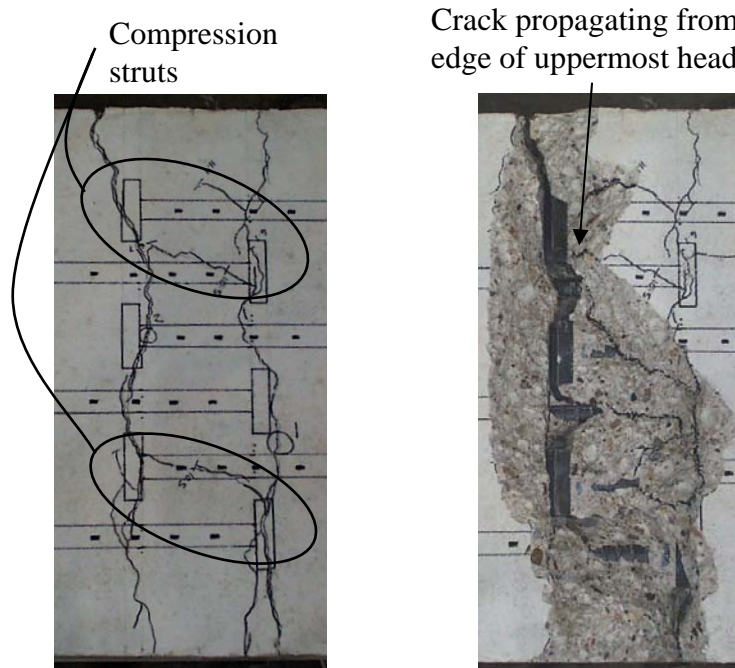 Compression
struts
Crack propagating from
edge of uppermost head